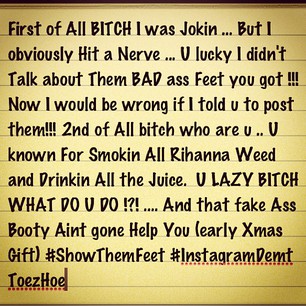 First of All BITCH I was Jokin ... But I
obviously Hit a Nerve ... U lucky I didn't
Talk about Them BAD ass Feet you got !!!
Now I would be wrong if I told u to post
them!!! 2nd of All bitch who are u .. U
known For Smokin All Rihanna Weed
and Drinkin All the Juice.  U LAZY BITCH
WHAT DO U DO !?! .... And that fake Ass
Booty Aint gone Help You (early Xmas
Gift) #ShowThemFeet #InstagramDemt
ToezHoe